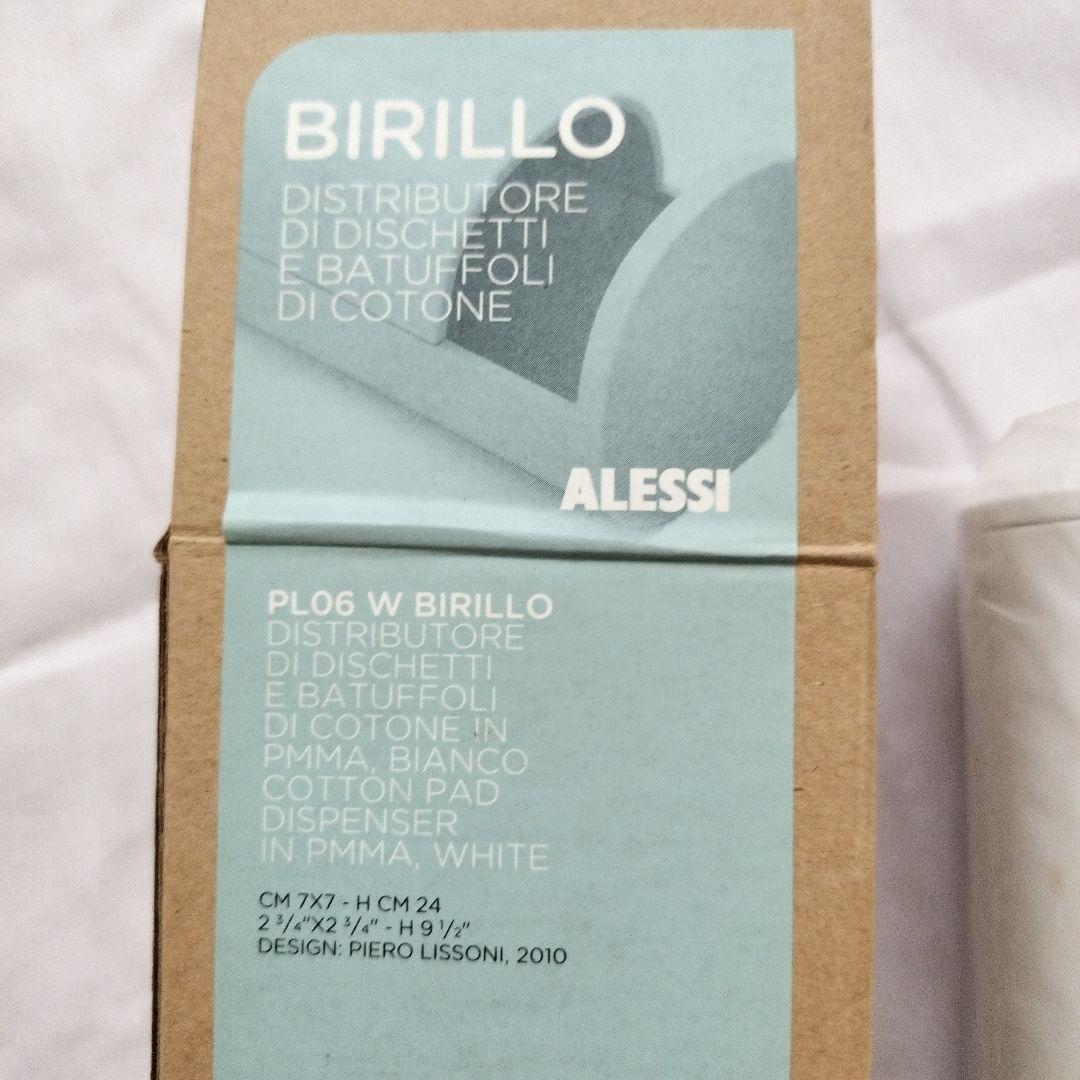 BIRILLO
DISTRIBUTORE
DI DISCHETTI
E BATUFFOLI
DI COTONE
ALESSI
PL06 W BIRILLO
DISTRIBUTORE
DI DISCHETTI
E BATUFFOLI
DI COTONE IN
PMMA, BIANCO
COTTON PAD
DISPENSER
IN PMMA, WHITE
CM 7X7 - H CM 24
2 3/4"X2 3/4" - H 9 1/2"
DESIGN: PIERO LISSONI, 2010